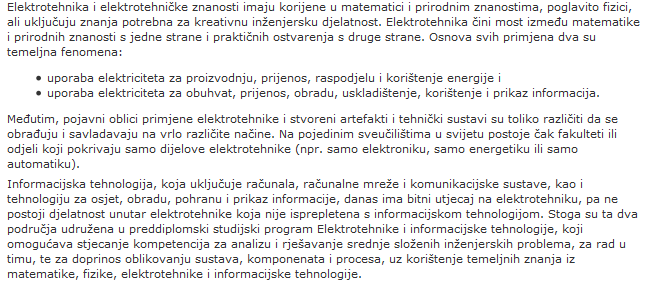 Elektrotehnika i elektrotehničke znanosti imaju korijene u matematici i prirodnim znanostima, poglavito fizici,
ali uključuju znanja potrebna za kreativnu inženjersku djelatnost. Elektrotehnika čini most između matematike
i prirodnih znanosti s jedne strane i praktičnih ostvarenja s druge strane. Osnova svih primjena dva su
temeljna fenomena:
• uporaba elektriciteta za proizvodnju, prijenos, raspodjelu i korištenje energije i
• uporaba elektriciteta za obuhvat, prijenos, obradu, uskladištenje, korištenje i prikaz informacija.
Međutim, pojavni oblici primjene elektrotehnike i stvoreni artefakti i tehnički sustavi su toliko različiti da se
obrađuju i savladavaju na vrlo različite načine. Na pojedinim sveučilištima u svijetu postoje čak fakulteti ili
odjeli koji pokrivaju samo dijelove elektrotehnike (npr. samo elektroniku, samo energetiku ili samo
automatiku).
Informacijska tehnologija, koja uključuje računala, računalne mreže i komunikacijske sustave, kao i
tehnologiju za osjet, obradu, pohranu i prikaz informacije, danas ima bitni utjecaj na elektrotehniku, pa ne
postoji djelatnost unutar elektrotehnike koja nije isprepletena s informacijskom tehnologijom. Stoga su ta dva
područja udružena u preddiplomski studijski program Elektrotehnike i informacijske tehnologije, koji
omogućava stjecanje kompetencija za analizu i rješavanje srednje složenih inženjerskih problema, za rad u
timu, te za doprinos oblikovanju sustava, komponenata i procesa, uz korištenje temeljnih znanja iz
matematike, fizike, elektrotehnike i informacijske tehnologije.